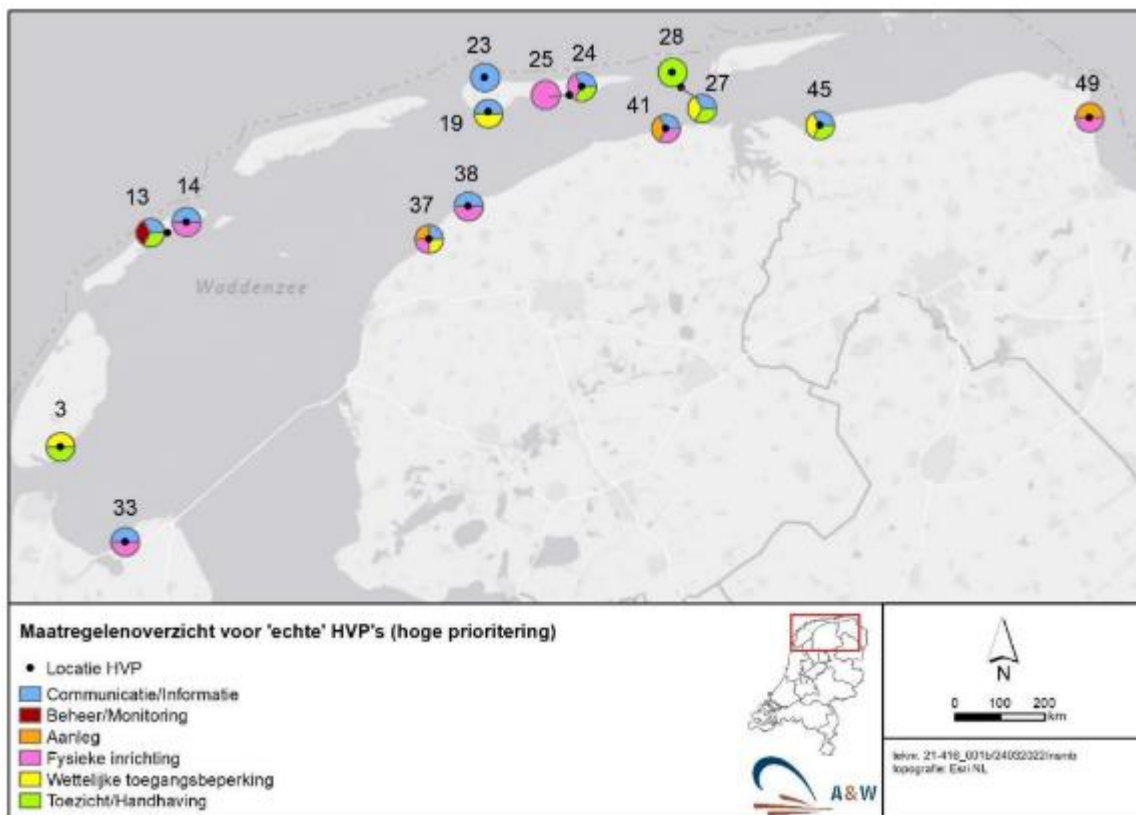 23
25
24
28
27
41
45
49
19
14
13
38
37
Waddenzee
3
33
Maatregelenoverzicht voor 'echte' HVP's (hoge prioritering)
Locatie HVP
Communicatie/Informatie
Beheer/Monitoring
Aanleg
Fysieke inrichting
Wettelijke toegangsbeperking
Toezicht/Handhaving
A&W
N
0 100 200
km
topografie: Esri NL